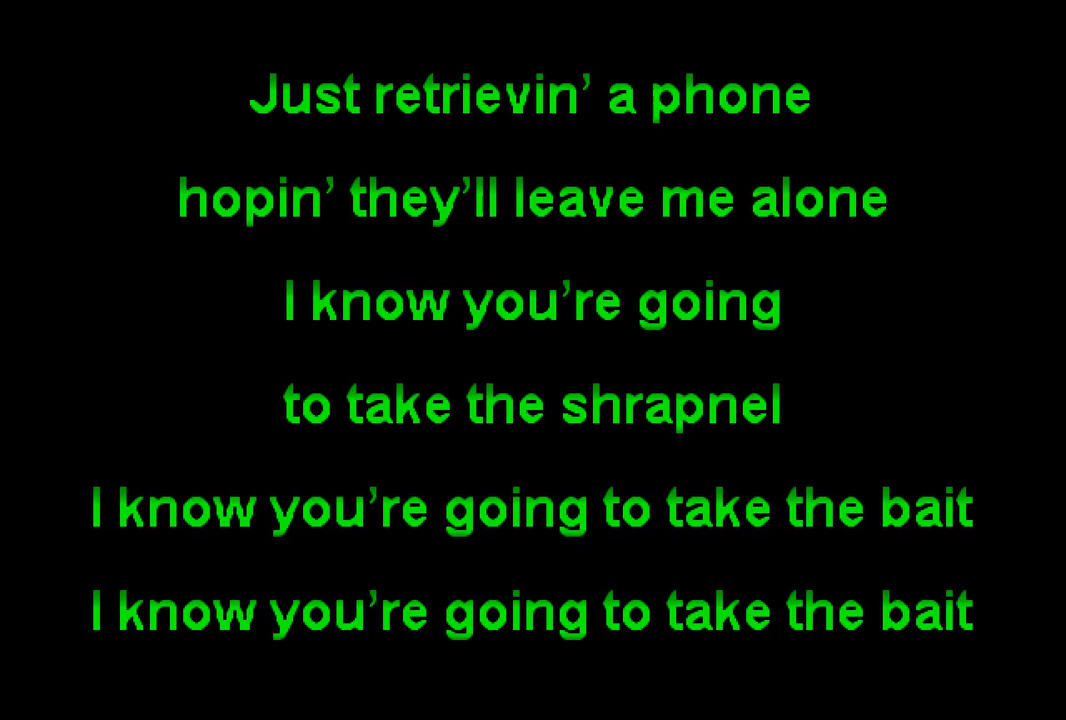 Just retrievin’ a phone
hopin’ they’ll leave me alone
I know you’re going
to take the shrapnel
I know you’re going to take the bait
I know you’re going to take the bait